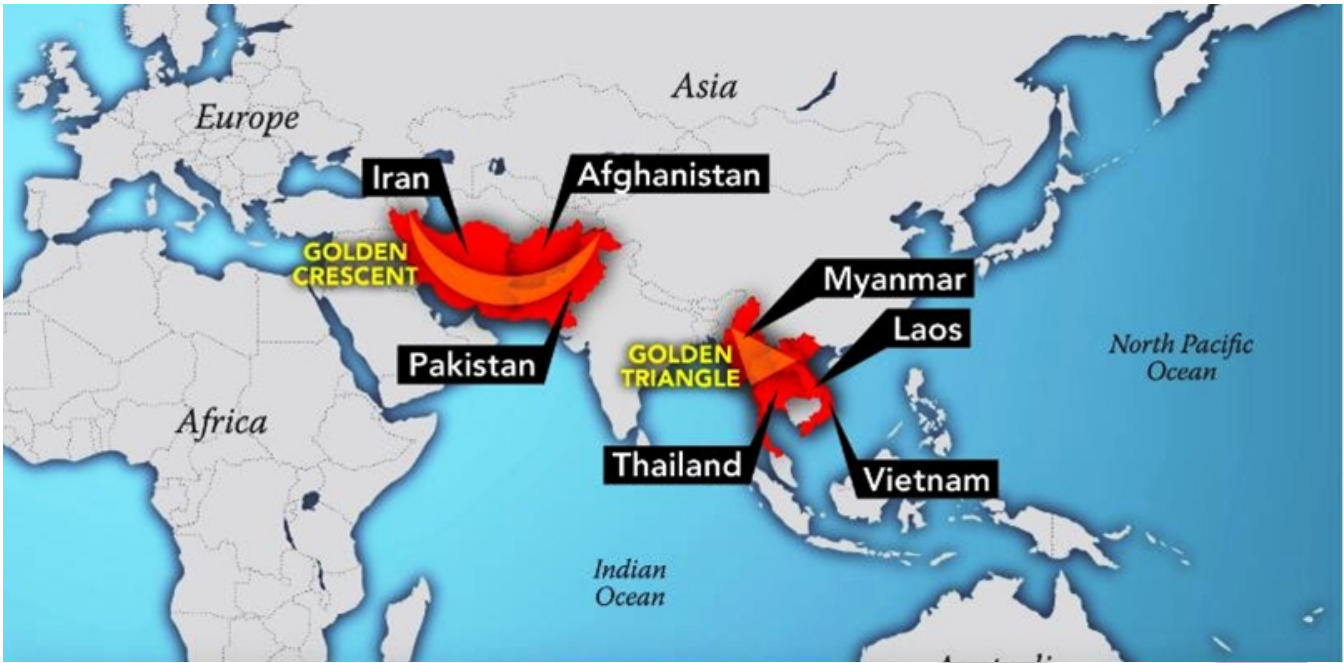 Asia
Europe
Iran
Afghanistan
GOLDEN
CRESCENT
Myanmar
Laos
Pakistan
GOLDEN
TRIANGLE
North Pacific
Ocean
Africa
Thailand
Vietnam
Indian
Ocean